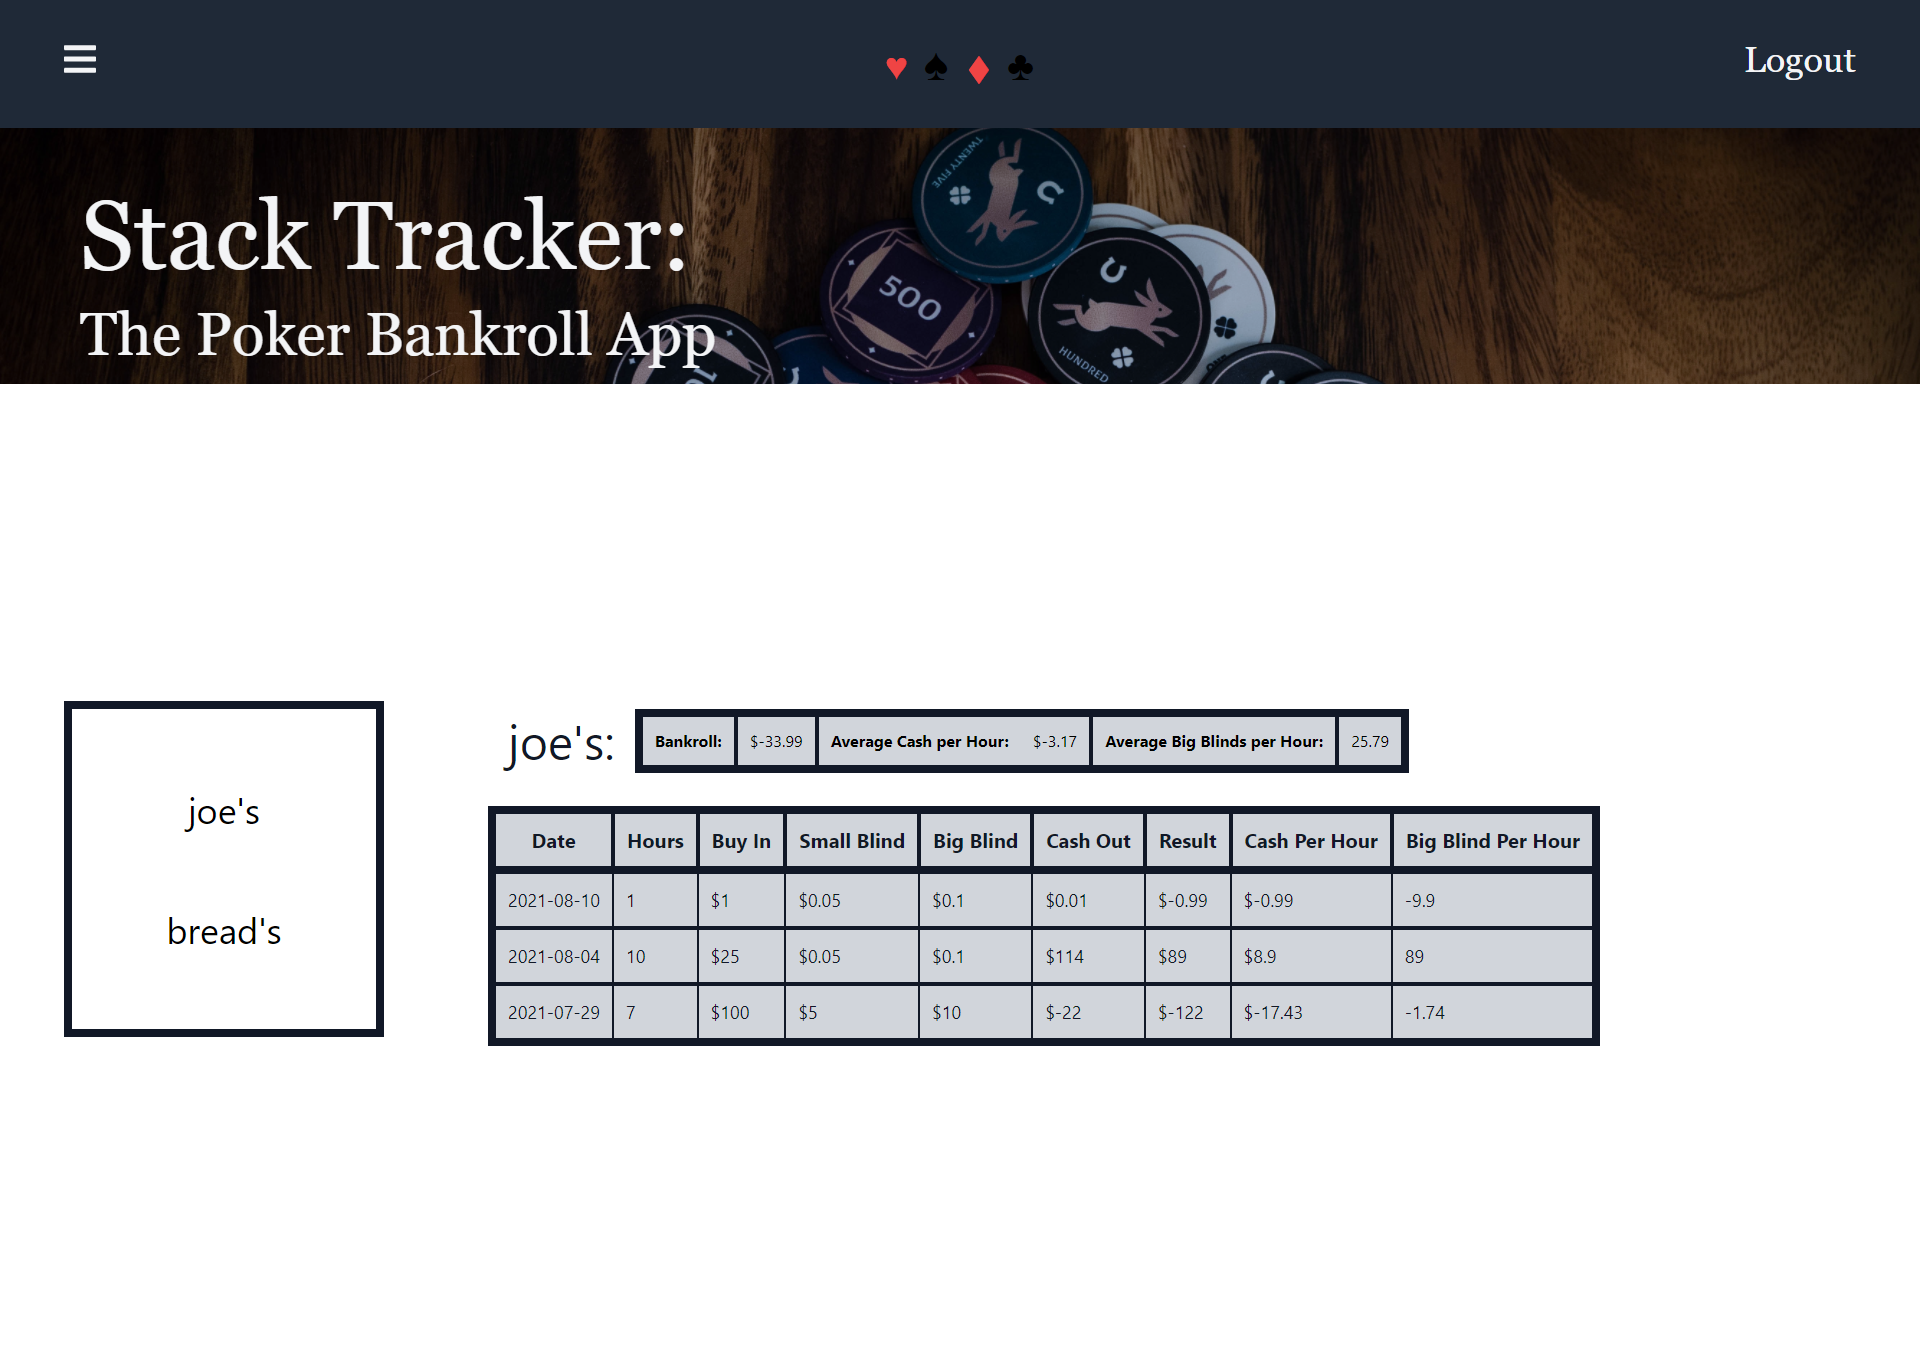 ♥ ♠ ♦ ♣ Logout
Stack Tracker:
The Poker Bankroll App
TWENTY FIVE
500
HUNDRED
10
joe's
bread's
joe's: Bankroll: $-33.99 Average Cash per Hour: $-3.17 Average Big Blinds per Hour: 25.79
Date Hours Buy In Small Blind Big Blind Cash Out Result Cash Per Hour Big Blind Per Hour
2021-08-10 1 $1 $0.05 $0.1 $0.01 $-0.99 $-0.99 -9.9
2021-08-04 10 $25 $0.05 $0.1 $114 $89 $8.9 89
2021-07-29 7 $100 $5 $10 $-22 $-122 $-17.43 -1.74